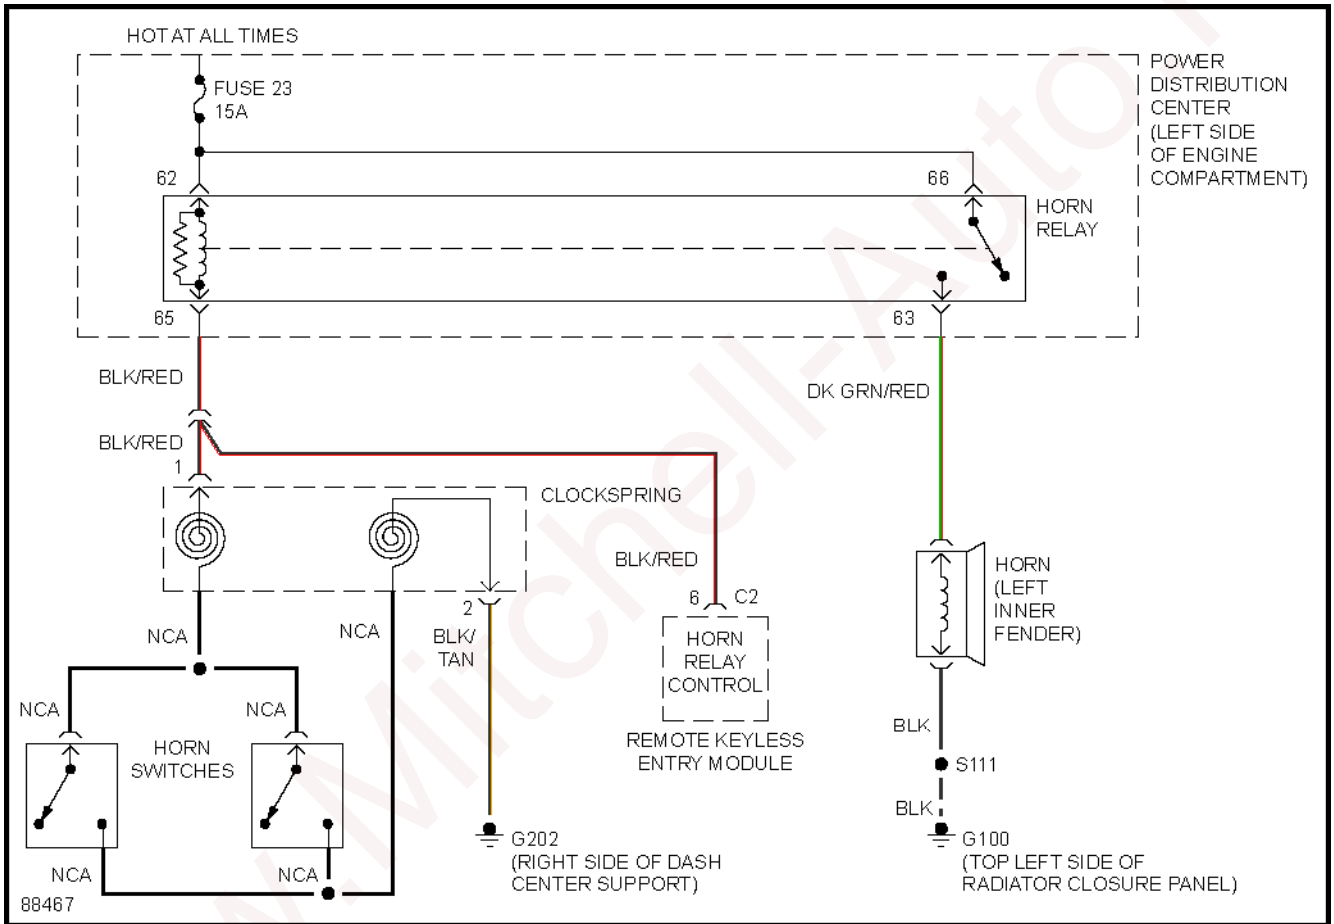 HOT AT ALL TIMES
FUSE 23
15A
POWER
DISTRIBUTION
CENTER
(LEFT SIDE
OF ENGINE
COMPARTMENT)
62
66
HORN
RELAY
65
63
BLK/RED
DK GRN/RED
BLK/RED
1
CLOCKSPRING
BLK/RED
HORN
(LEFT
INNER
FENDER)
2
6
C2
NCA
NCA
BLK/
TAN
HORN
RELAY
CONTROL
NCA
NCA
BLK
HORN
SWITCHES
REMOTE KEYLESS
ENTRY MODULE
S111
BLK
G202
(RIGHT SIDE OF DASH
CENTER SUPPORT)
G100
(TOP LEFT SIDE OF
RADIATOR CLOSURE PANEL)
NCA
NCA
88467